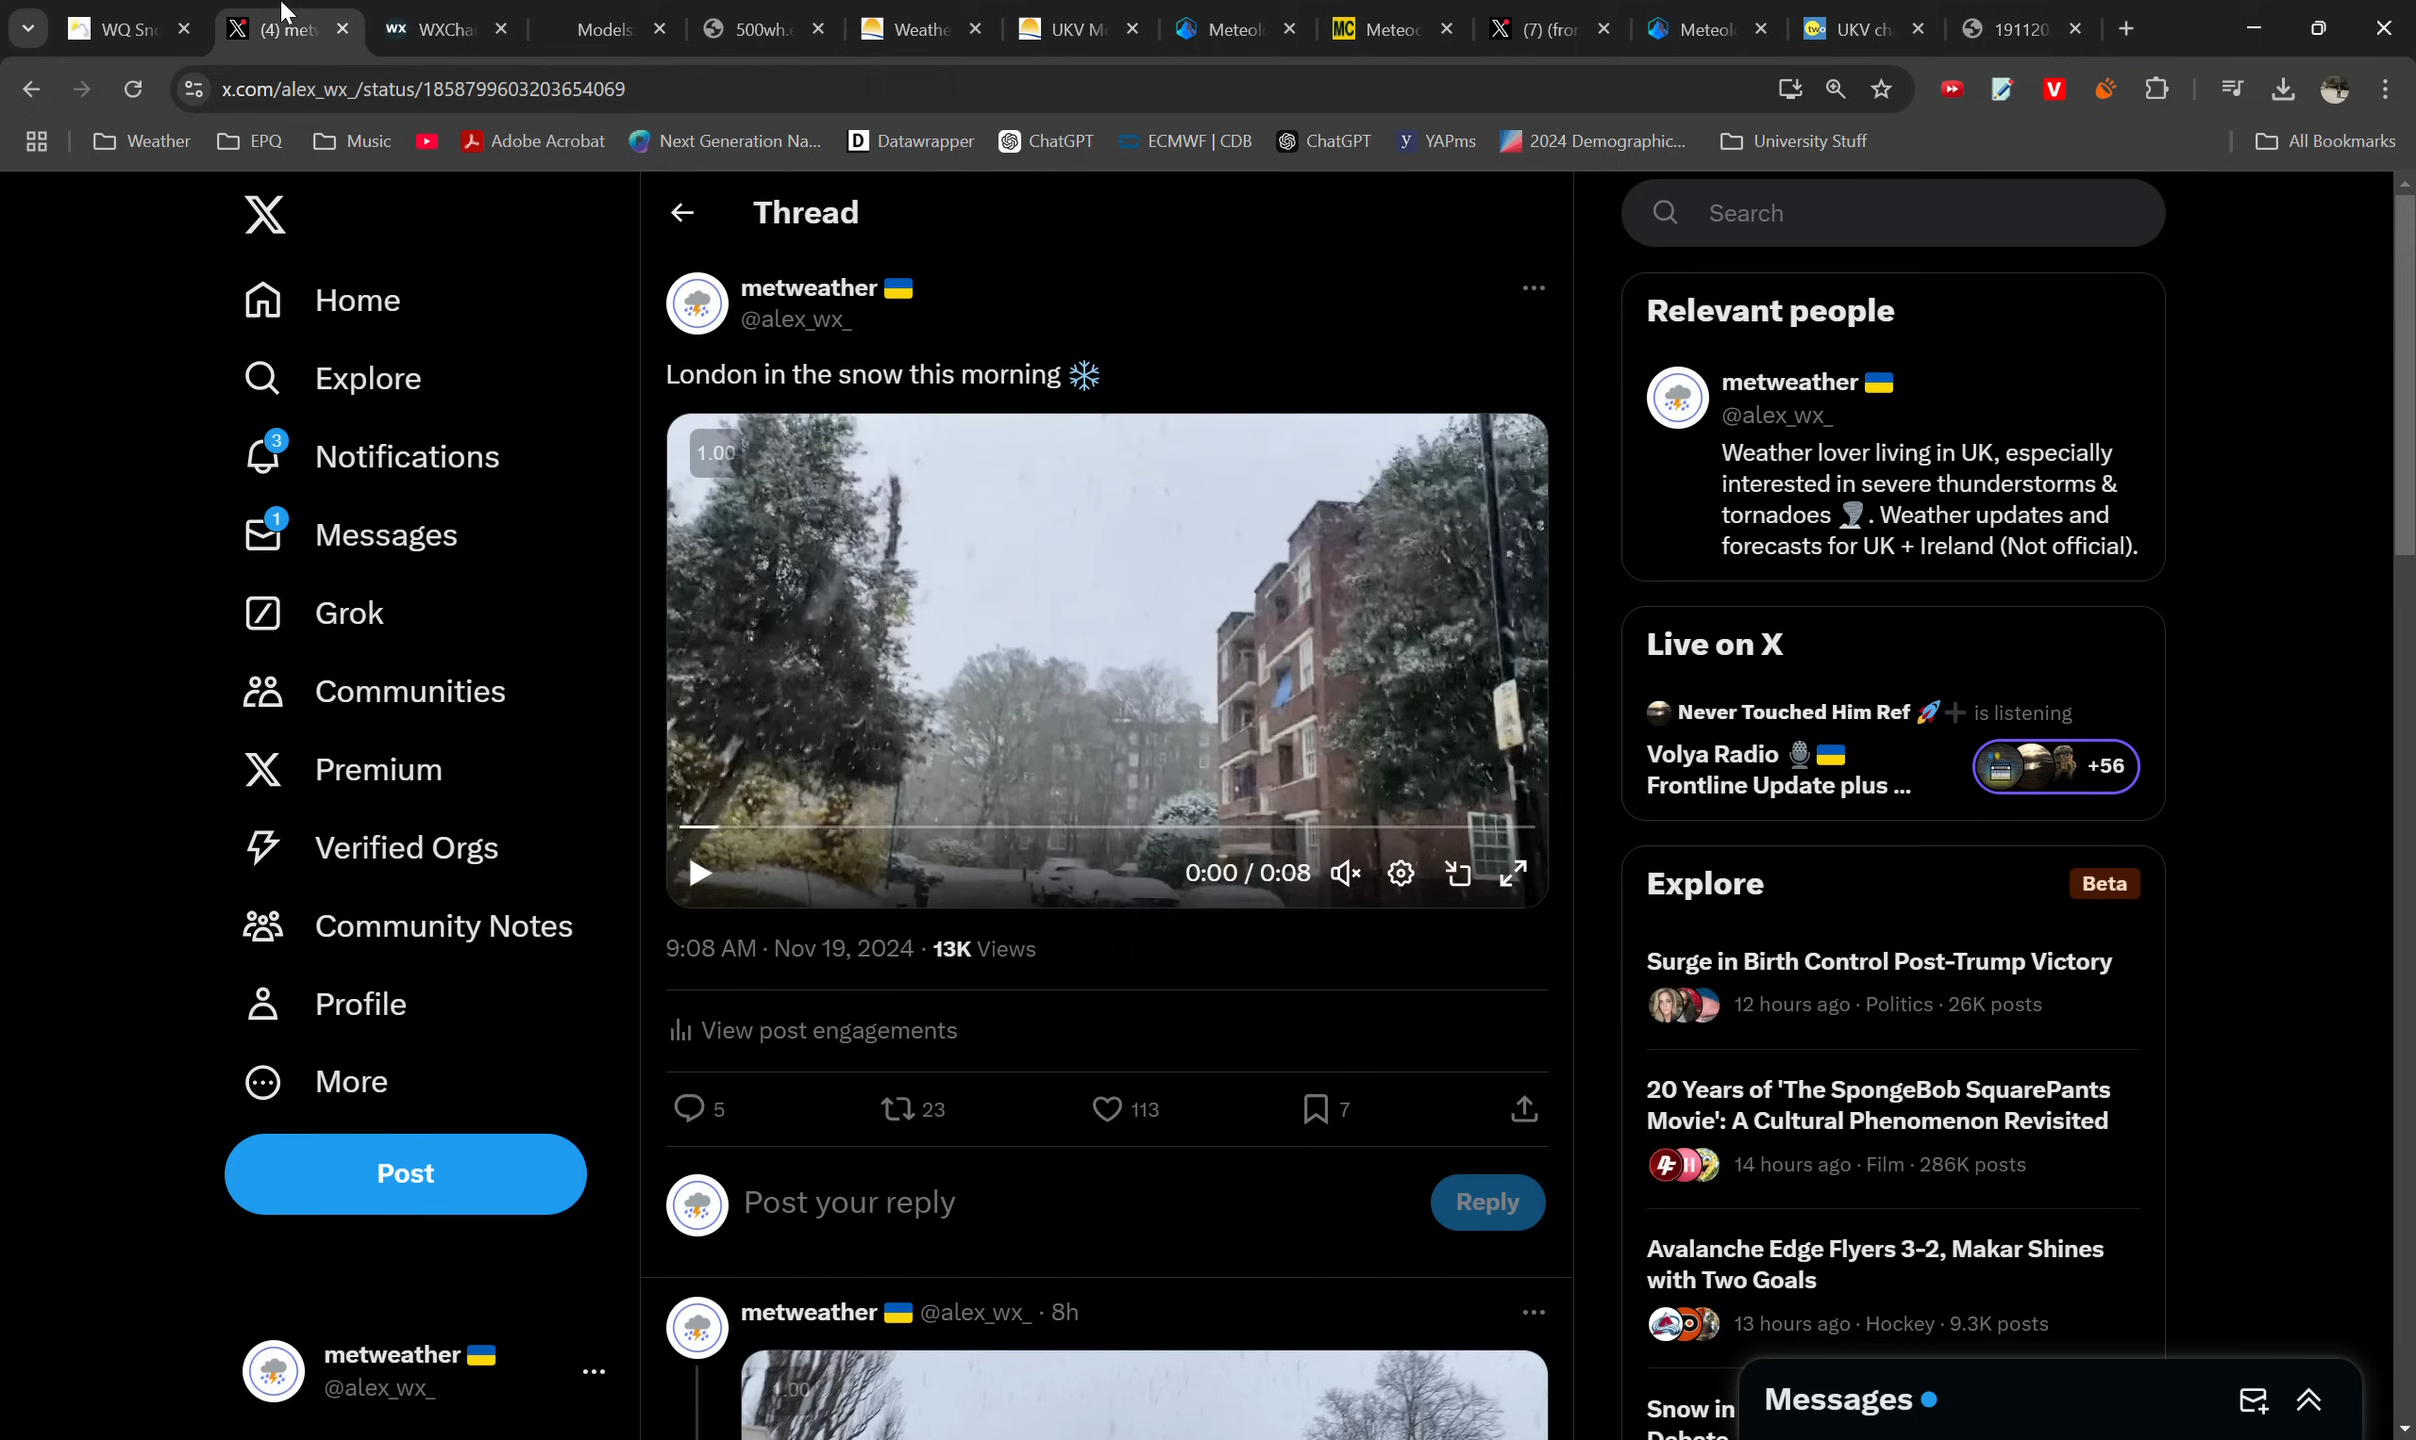 WQ Sn
(4) met
WX WXCha
Models
500wh.
Weathe
UKV M
Meteol
MC Meteoc
(7) (fror
Meteol
two UKV ch
191120
x.com/alex_wx_/status/1858799603203654069
Weather
EPQ
Music
Adobe Acrobat
Next Generation Na...
D Datawrapper
ChatGPT
ECMWF | CDB
ChatGPT
y YAPms
2024 Demographic...
University Stuff
All Bookmarks
Home
Explore
3
Notifications
1
Messages
Grok
Communities
Premium
Verified Orgs
Community Notes
Profile
More
Post
metweather 🇺🇦
@alex_wx_
Thread
metweather 🇺🇦
@alex_wx_
London in the snow this morning ❄️
1.00
0:00 / 0:08
9:08 AM · Nov 19, 2024 · 13K Views
View post engagements
5 23 113 7
Post your reply
Reply
metweather 🇺🇦 @alex_wx_ · 8h
1.00
Search
Relevant people
metweather 🇺🇦
@alex_wx_
Weather lover living in UK, especially
interested in severe thunderstorms &
tornadoes 🌪️. Weather updates and
forecasts for UK + Ireland (Not official).
Live on X
Never Touched Him Ref 🚀➕ is listening
Volya Radio 🎙️🇺🇦
Frontline Update plus ...
+56
Explore
Beta
Surge in Birth Control Post-Trump Victory
12 hours ago · Politics · 26K posts
20 Years of 'The SpongeBob SquarePants
Movie': A Cultural Phenomenon Revisited
14 hours ago · Film · 286K posts
Avalanche Edge Flyers 3-2, Makar Shines
with Two Goals
13 hours ago · Hockey · 9.3K posts
Snow in
Messages